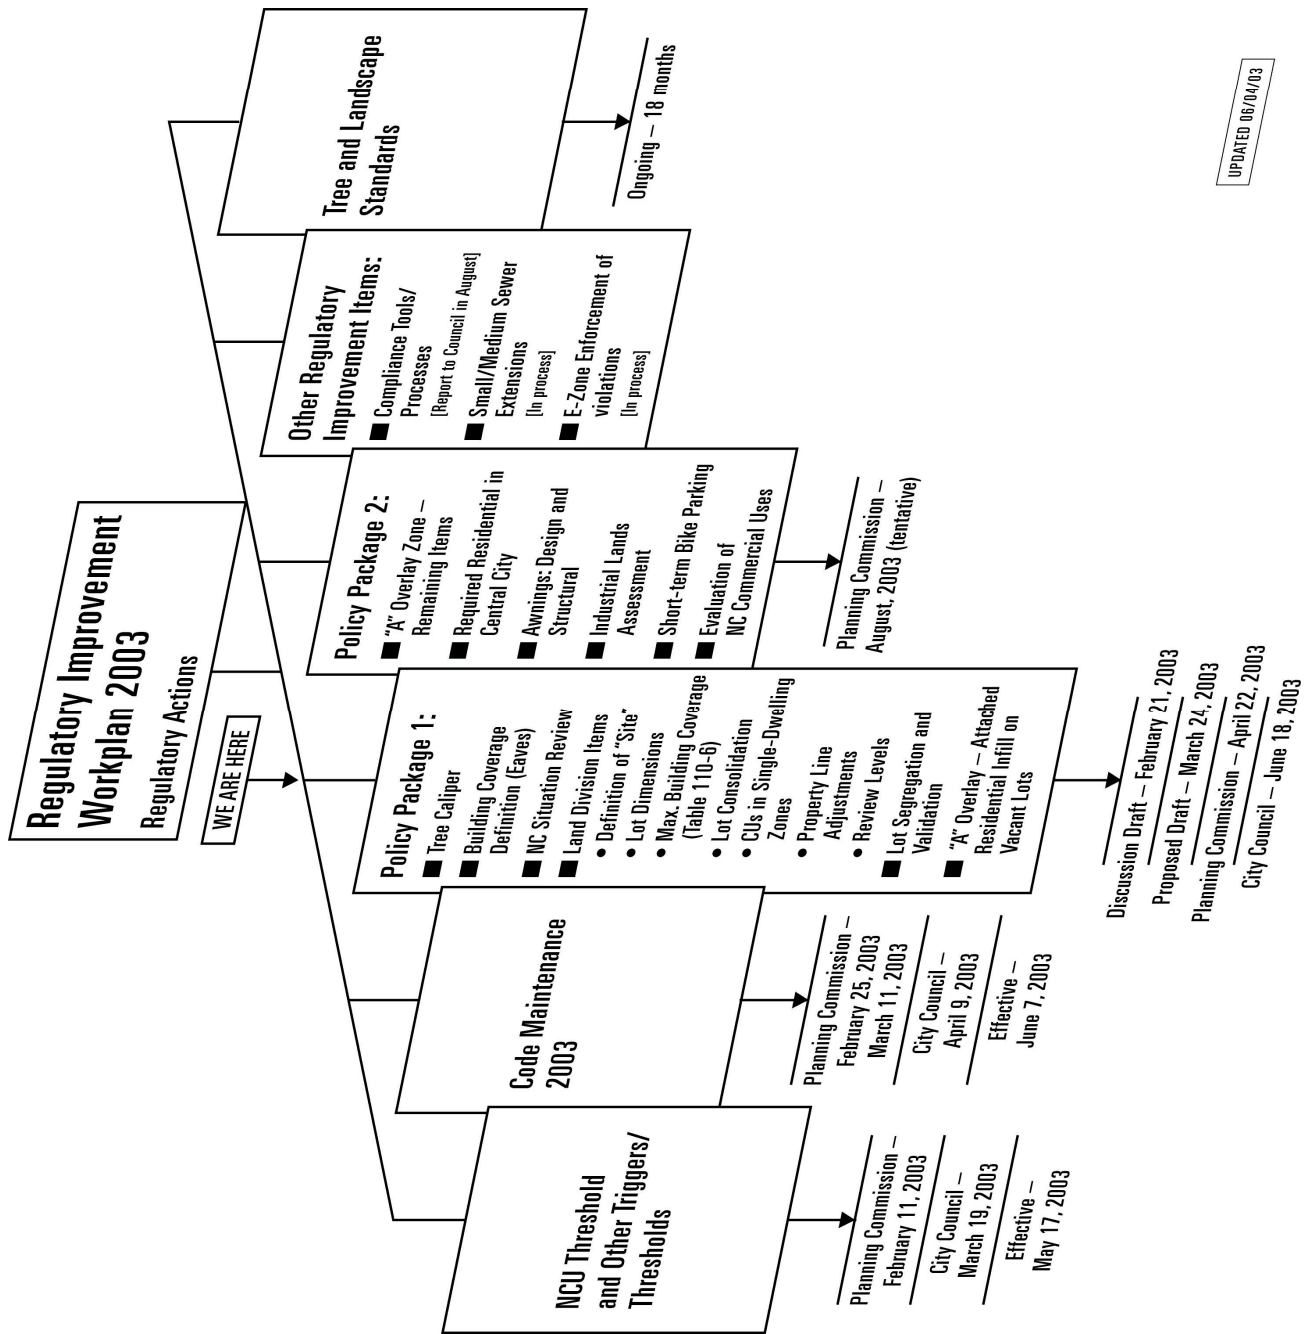 Regulatory Improvement
Workplan 2003
Regulatory Actions
WE ARE HERE
NCU Threshold
and Other Triggers/
Thresholds
Planning Commission –
February 11, 2003
City Council –
March 19, 2003
Effective –
May 17, 2003
Code Maintenance
2003
Planning Commission –
February 25, 2003
March 11, 2003
City Council –
April 9, 2003
Effective –
June 7, 2003
Policy Package 1:
■ Tree Caliper
■ Building Coverage
Definition (Eaves)
■ NC Situation Review
■ Land Division Items
• Definition of "Site"
• Lot Dimensions
• Max. Building Coverage
(Table 110-6)
• Lot Consolidation
• CUs in Single-Dwelling
Zones
• Property Line
Adjustments
• Review Levels
■ Lot Segregation and
Validation
■ "A" Overlay – Attached
Residential Infill on
Vacant Lots
Discussion Draft – February 21, 2003
Proposed Draft – March 24, 2003
Planning Commission – April 22, 2003
City Council – June 18, 2003
Policy Package 2:
■ "A" Overlay Zone –
Remaining Items
■ Required Residential in
Central City
■ Awnings: Design and
Structural
■ Industrial Lands
Assessment
■ Short-term Bike Parking
■ Evaluation of
NC Commercial Uses
Planning Commission –
August, 2003 (tentative)
Other Regulatory
Improvement Items:
■ Compliance Tools/
Processes
[Report to Council in August]
■ Small/Medium Sewer
Extensions
[In process]
■ E-Zone Enforcement of
violations
[In process]
Tree and Landscape
Standards
Ongoing – 18 months
UPDATED 06/04/03